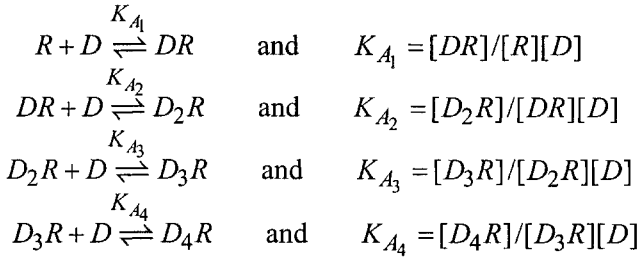 R + D ⇌ DR and K_{A_1} = [DR]/[R][D]
K_{A_1}
DR + D ⇌ D_2R and K_{A_2} = [D_2R]/[DR][D]
K_{A_2}
D_2R + D ⇌ D_3R and K_{A_3} = [D_3R]/[D_2R][D]
K_{A_3}
D_3R + D ⇌ D_4R and K_{A_4} = [D_4R]/[D_3R][D]
K_{A_4}